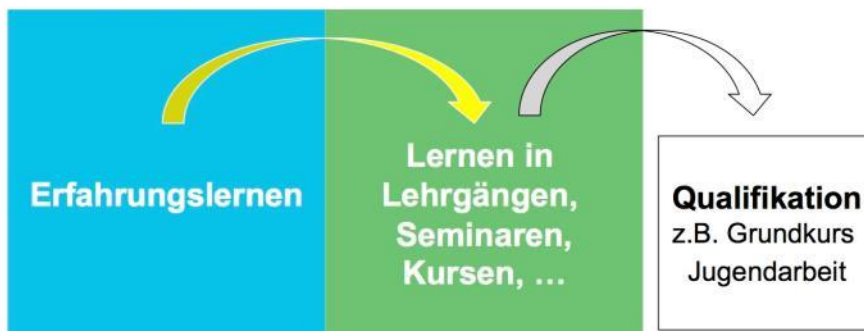 Erfahrungslernen
Lernen in
Lehrgängen,
Seminaren,
Kursen, …
Qualifikation
z.B. Grundkurs
Jugendarbeit